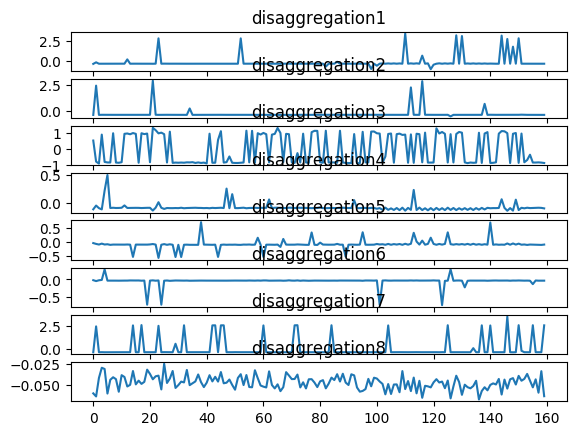 disaggregation1
2.5
0.0
disaggregation2
2.5
0.0
disaggregation3
1
0
−1
disaggregation4
0.5
0.0
disaggregation5
0.5
0.0
−0.5
disaggregation6
0.0
−0.5
disaggregation7
2.5
0.0
disaggregation8
−0.025
−0.050
0 20 40 60 80 100 120 140 160